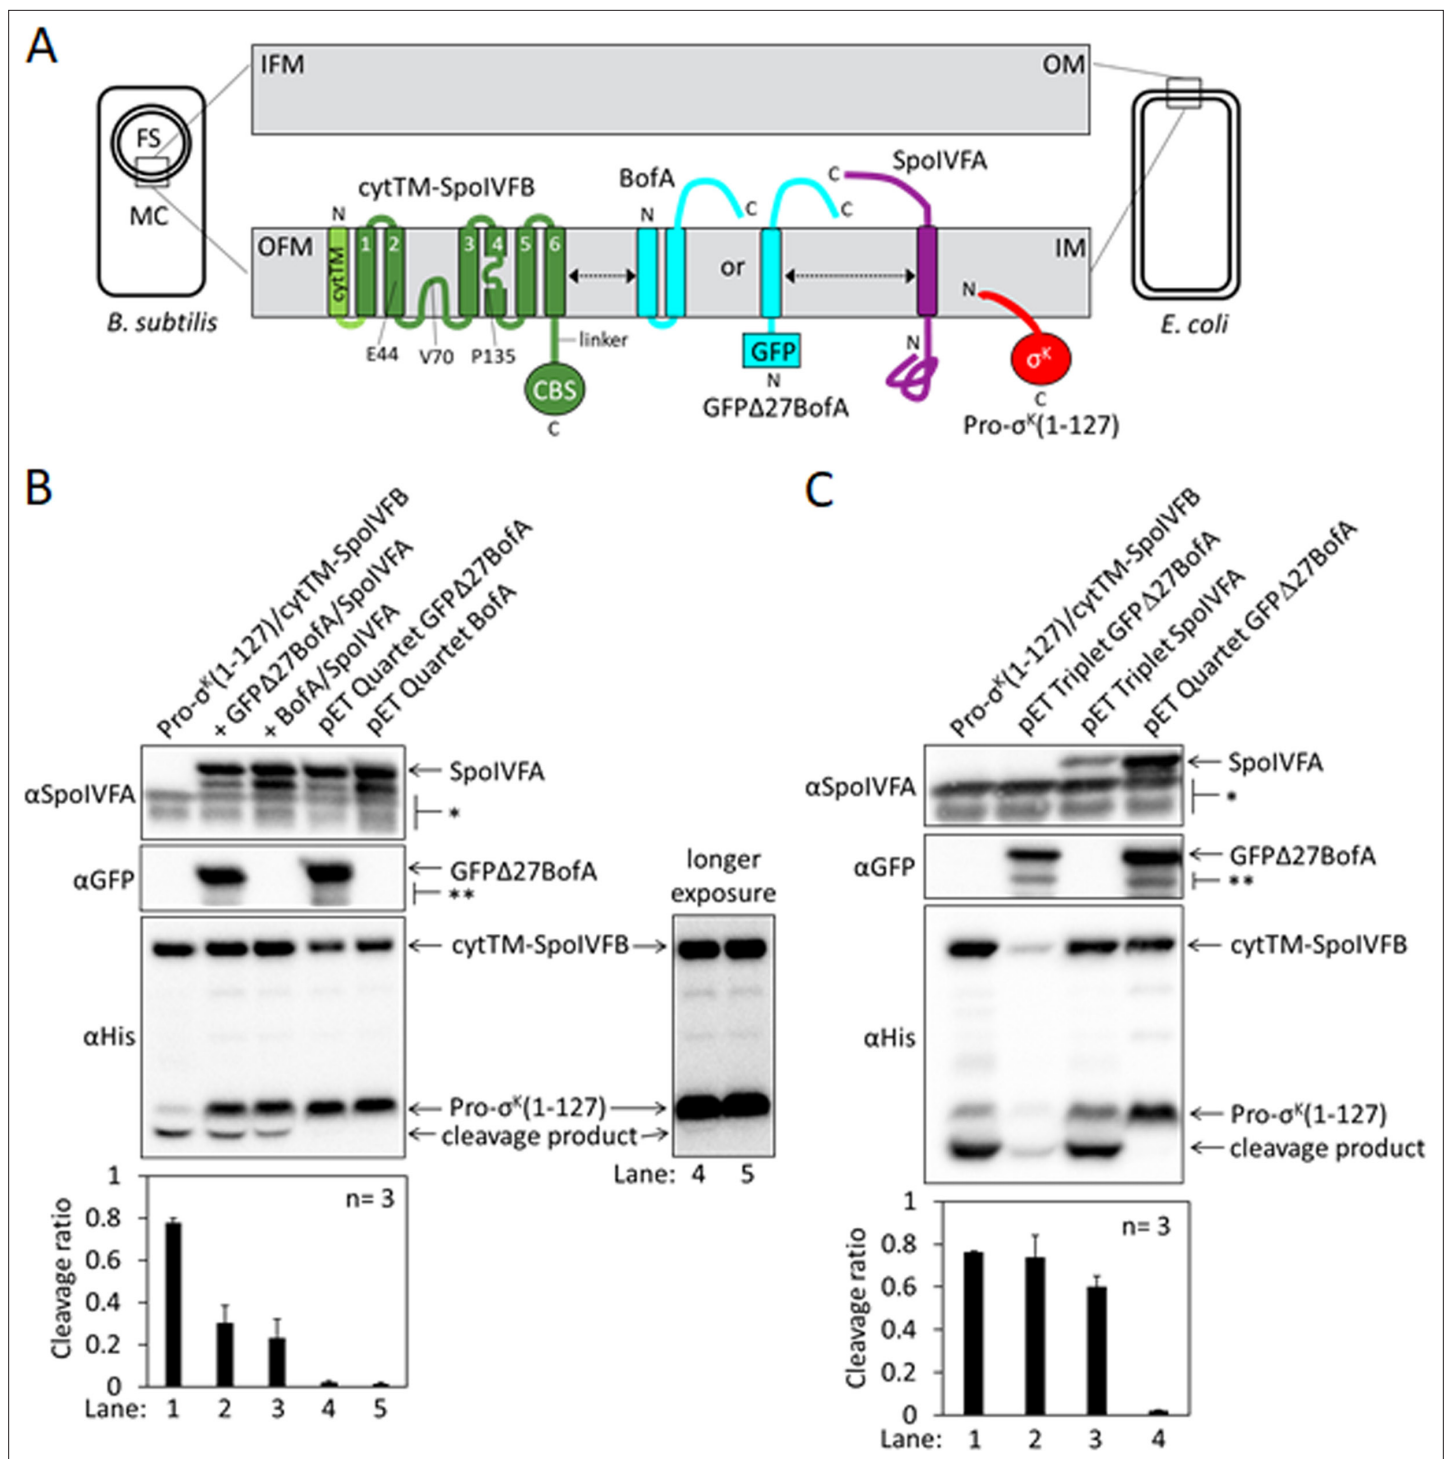 A
IFM
OM
FS
MC
B. subtilis
cytTM-SpoIVFB
BofA
SpoIVFA
N
N
C
C
C
OFM
IM
cytTM
1
2
3
4
5
6
or
N
E44
V70
P135
linker
CBS
C
GFP
N
GFPΔ27BofA
N
σᴷ
C
Pro-σᴷ(1-127)
E. coli
B
Pro-σᴷ(1-127)/cytTM-SpoIVFB
+ GFPΔ27BofA/SpoIVFA
+ BofA/SpoIVFA
pET Quartet GFPΔ27BofA
pET Quartet BofA
αSpoIVFA
SpoIVFA
*
αGFP
GFPΔ27BofA
**
longer
exposure
αHis
cytTM-SpoIVFB
Pro-σᴷ(1-127)
cleavage product
Lane: 4 5
Cleavage ratio
1
0.8
0.6
0.4
0.2
0
n= 3
Lane: 1 2 3 4 5
C
Pro-σᴷ(1-127)/cytTM-SpoIVFB
pET Triplet GFPΔ27BofA
pET Triplet SpoIVFA
pET Quartet GFPΔ27BofA
αSpoIVFA
SpoIVFA
*
αGFP
GFPΔ27BofA
**
αHis
cytTM-SpoIVFB
Pro-σᴷ(1-127)
cleavage product
Cleavage ratio
1
0.8
0.6
0.4
0.2
0
n= 3
Lane: 1 2 3 4